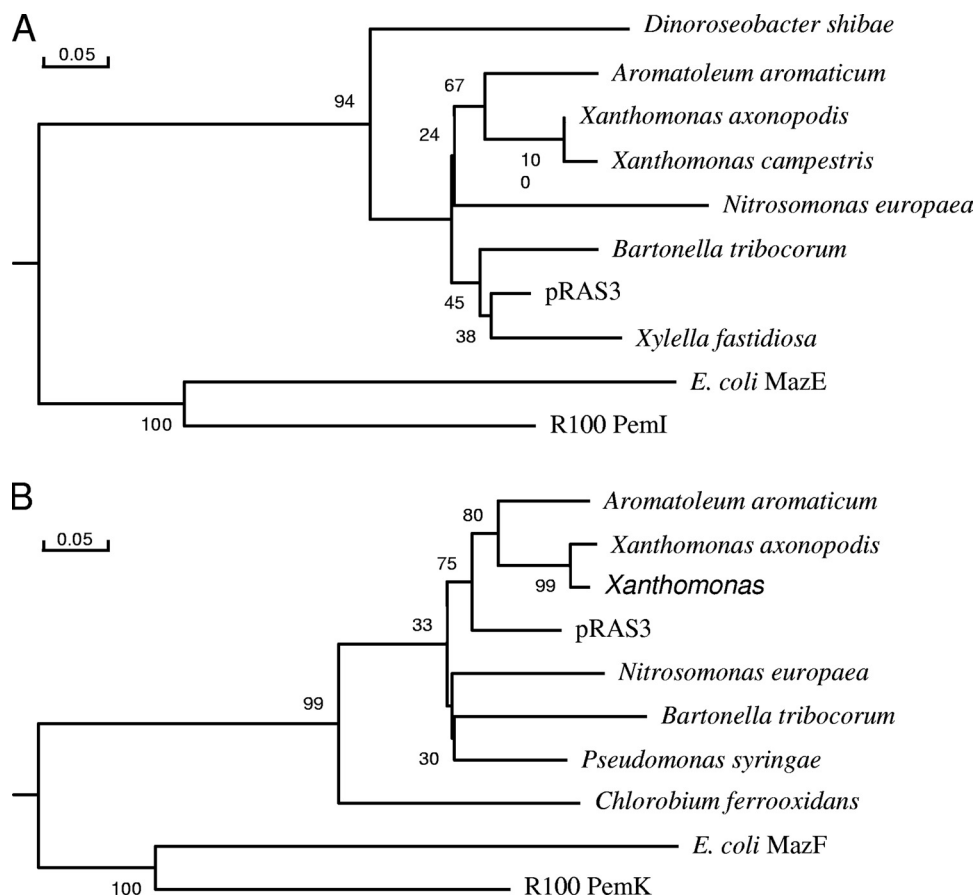 A
0.05
Dinoroseobacter shibae
Aromatoleum aromaticum
67
94
Xanthomonas axonopodis
24
10
0
Xanthomonas campestris
Nitrosomonas europaea
Bartonella tribocorum
pRAS3
45
38
Xylella fastidiosa
E. coli MazE
100
R100 PemI
B
0.05
Aromatoleum aromaticum
80
Xanthomonas axonopodis
75
99
Xanthomonas
33
pRAS3
Nitrosomonas europaea
99
Bartonella tribocorum
30
Pseudomonas syringae
Chlorobium ferrooxidans
E. coli MazF
100
R100 PemK